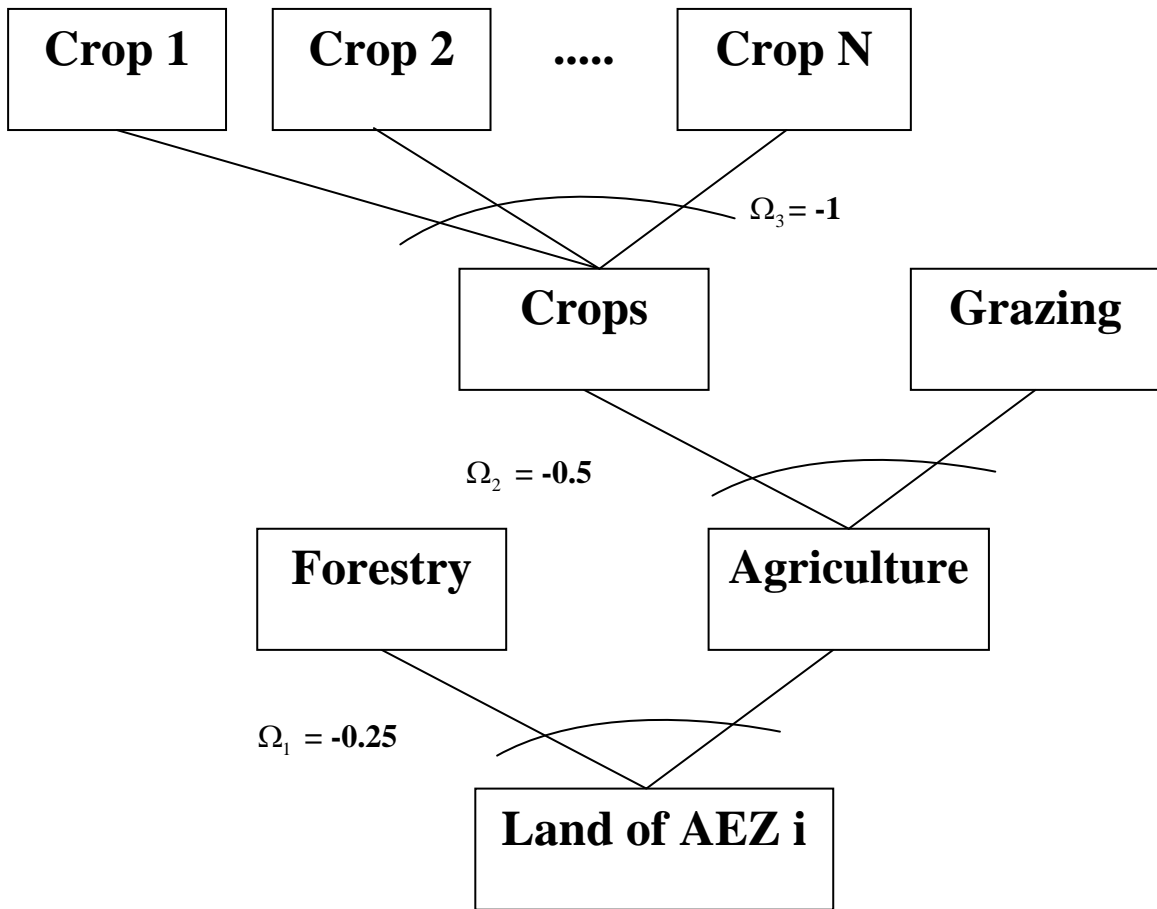 Crop 1 Crop 2 ..... Crop N
Ω₃ = -1
Crops Grazing
Ω₂ = -0.5
Forestry Agriculture
Ω₁ = -0.25
Land of AEZ i